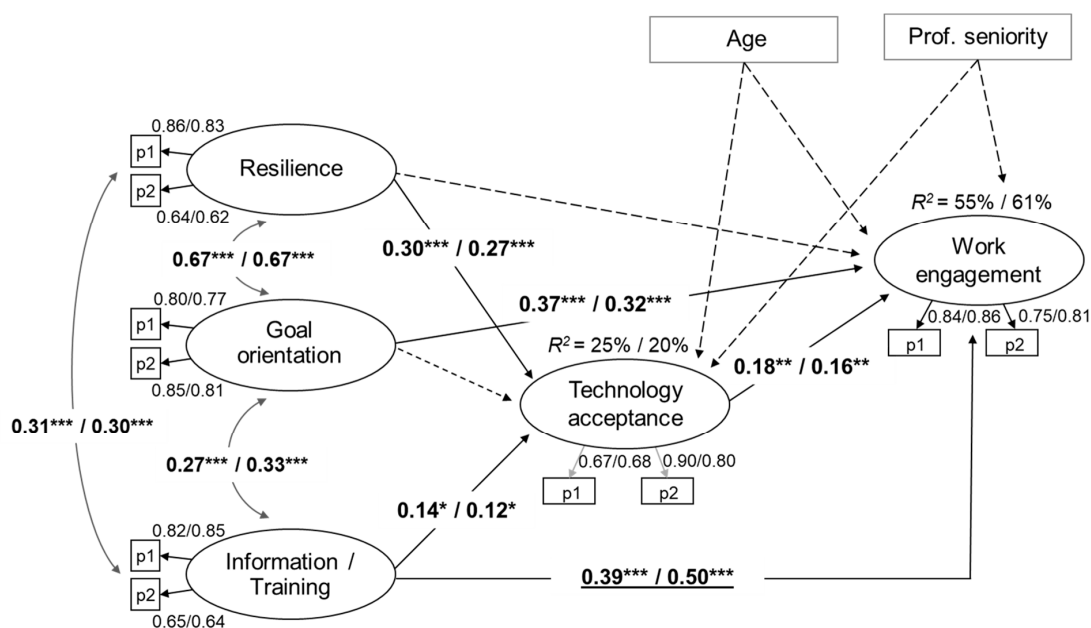 Age
Prof. seniority
0.86/0.83
p1
Resilience
p2
0.64/0.62
R² = 55% / 61%
Work
engagement
0.30*** / 0.27***
0.67*** / 0.67***
0.80/0.77
0.37*** / 0.32***
0.84/0.86
0.75/0.81
p1
p2
p1
Goal
orientation
p2
0.85/0.81
R² = 25% / 20%
0.18** / 0.16**
Technology
acceptance
0.31*** / 0.30***
0.27*** / 0.33***
0.67/0.68
0.90/0.80
p1
p2
0.14* / 0.12*
0.82/0.85
p1
Information /
Training
p2
0.65/0.64
0.39*** / 0.50***